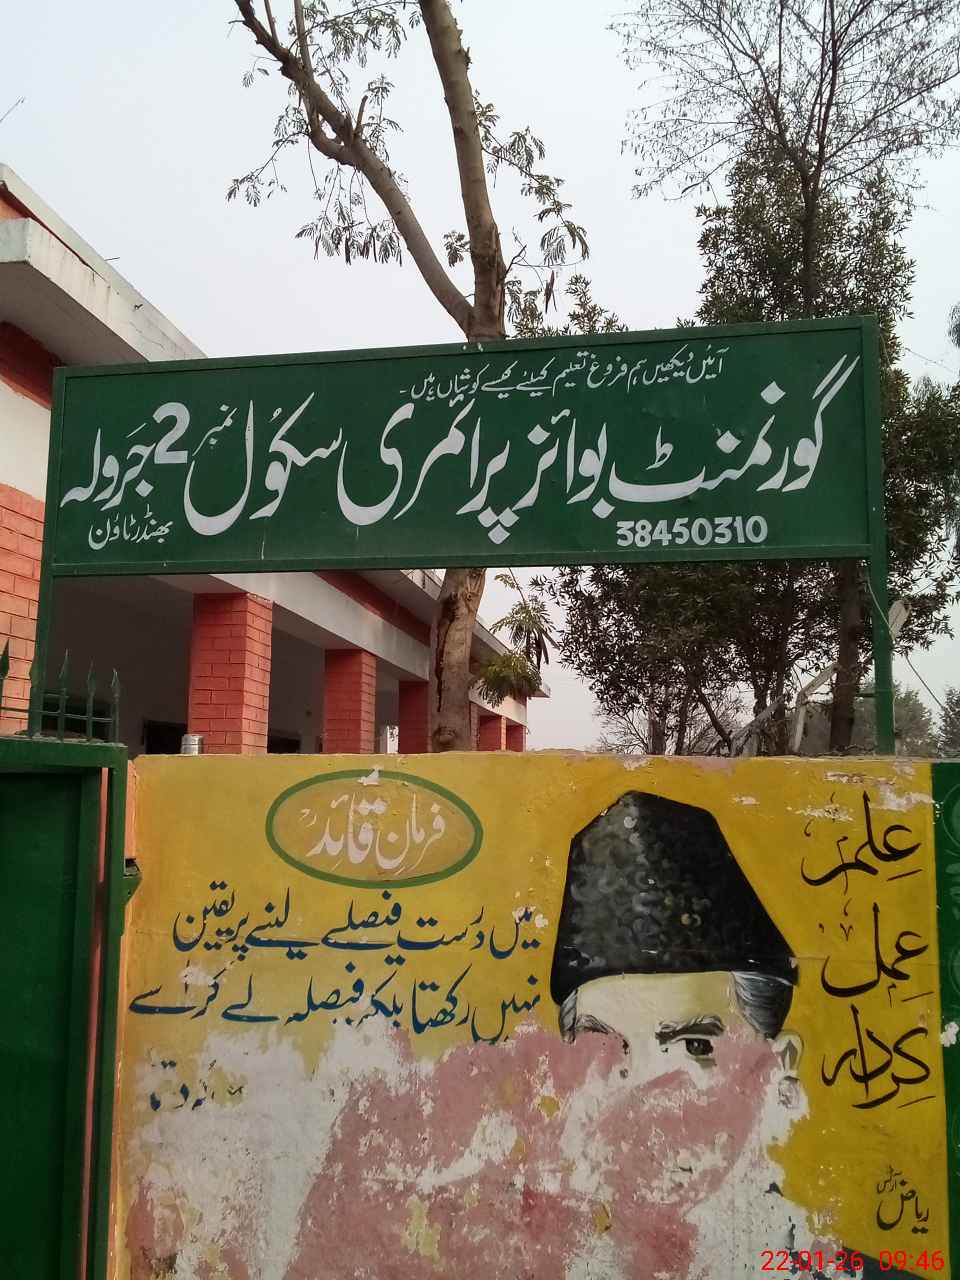 آئیں دیکھیں ہم فروغ تعلیم کیلئے کیسے کوشاں ہیں۔
گورنمنٹ بوائز پرائمری سکول نمبر 2 جرولہ
بھنڈر ٹاؤن
38450310
فرمانِ قائد
میں درست فیصلے لینے پر یقین
نہیں رکھتا بلکہ فیصلہ لے کر اسے
علم
عمل
کردار
ریاض آرٹس
22-01-26 09:46